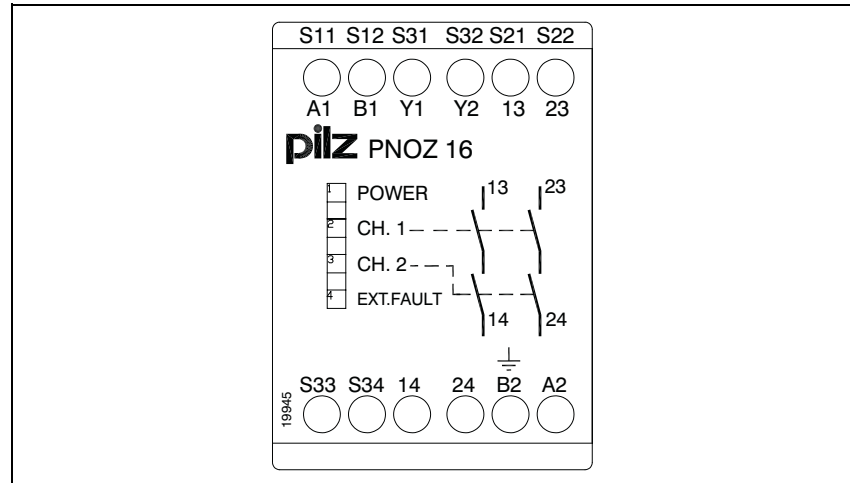 S11 S12 S31 S32 S21 S22
A1 B1 Y1 Y2 13 23
pilz PNOZ 16
1 POWER
13 23
2 CH. 1
3 CH. 2
4 EXT.FAULT
14 24
S33 S34 14 24 B2 A2
19945